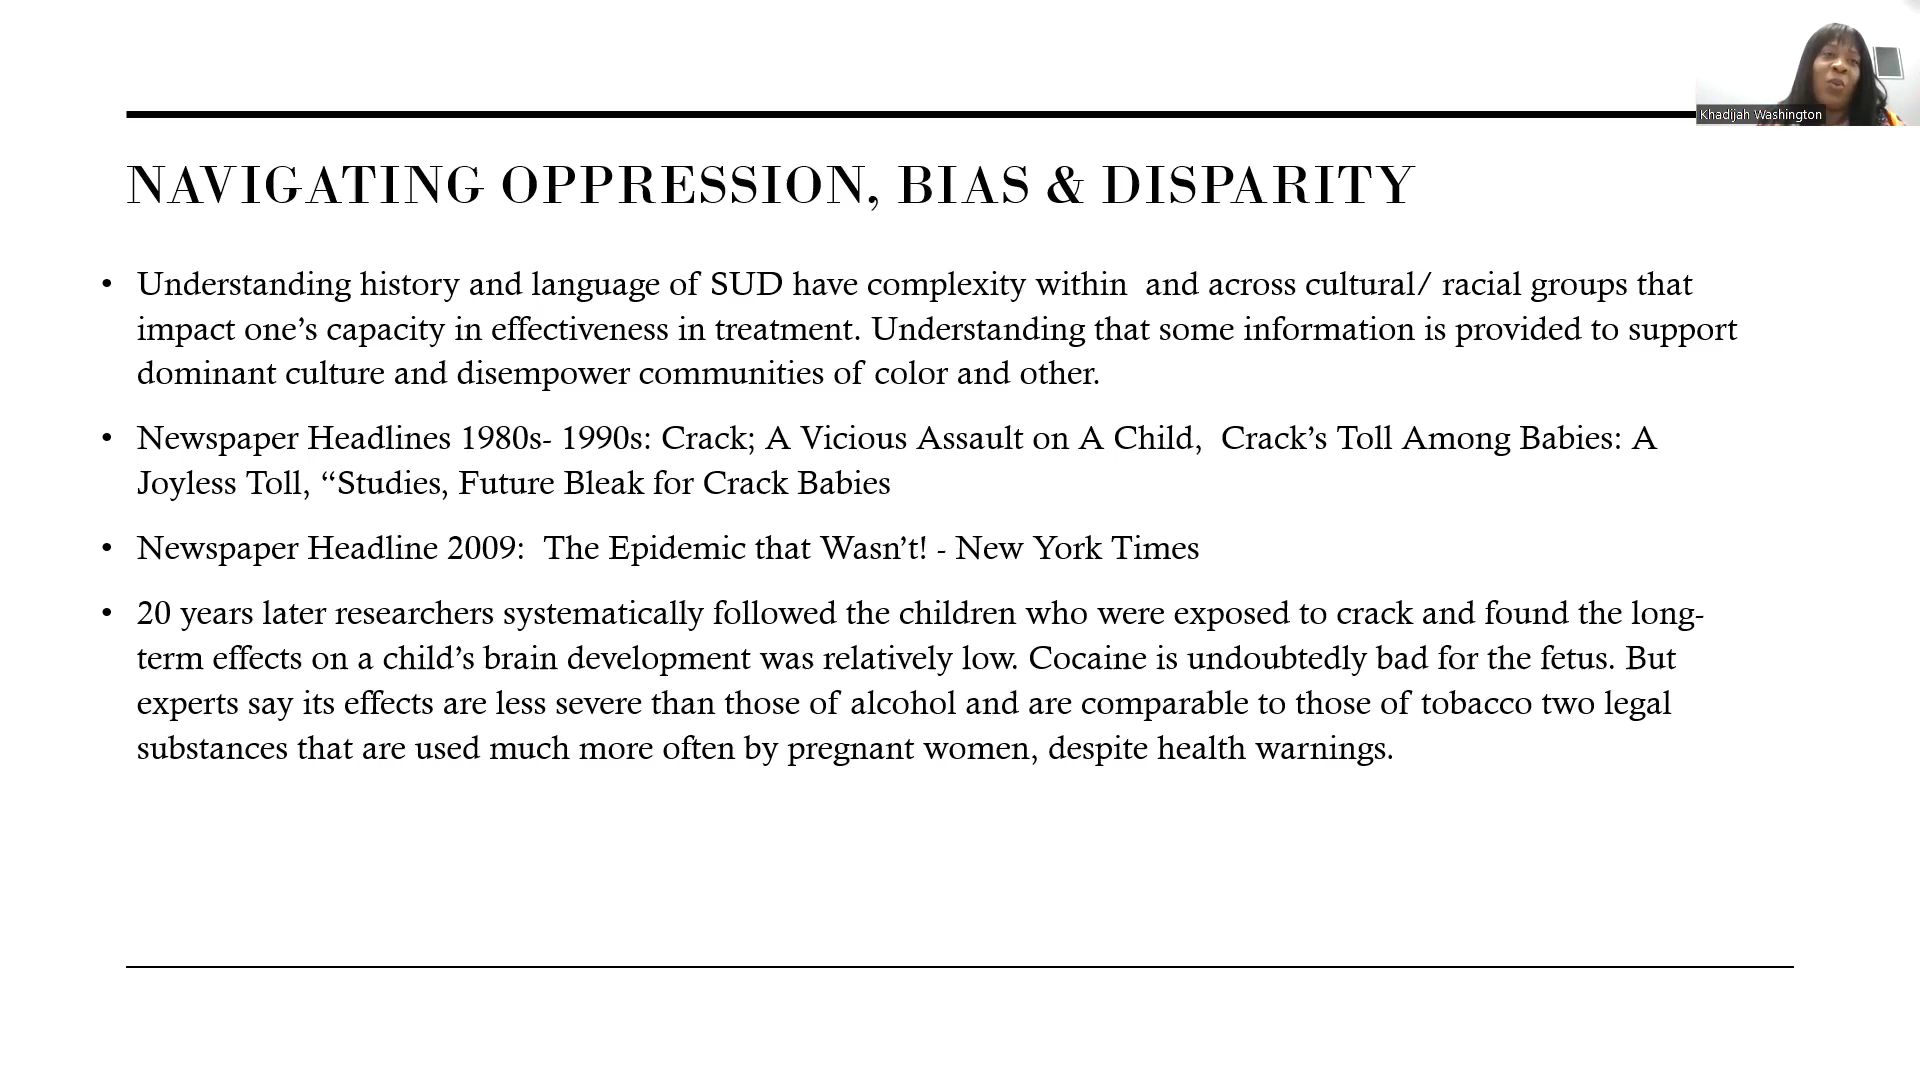 Khadijah Washington
NAVIGATING OPPRESSION, BIAS & DISPARITY
• Understanding history and language of SUD have complexity within  and across cultural/ racial groups that
impact one’s capacity in effectiveness in treatment. Understanding that some information is provided to support
dominant culture and disempower communities of color and other.
• Newspaper Headlines 1980s- 1990s: Crack; A Vicious Assault on A Child,  Crack’s Toll Among Babies: A
Joyless Toll, “Studies, Future Bleak for Crack Babies
• Newspaper Headline 2009:  The Epidemic that Wasn’t! - New York Times
• 20 years later researchers systematically followed the children who were exposed to crack and found the long-
term effects on a child’s brain development was relatively low. Cocaine is undoubtedly bad for the fetus. But
experts say its effects are less severe than those of alcohol and are comparable to those of tobacco two legal
substances that are used much more often by pregnant women, despite health warnings.